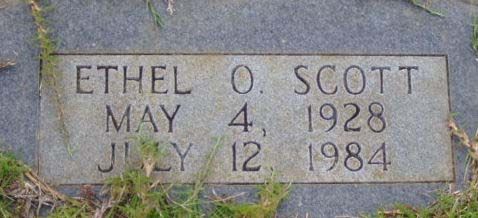 ETHEL O. SCOTT
MAY 4, 1928
JULY 12 1984